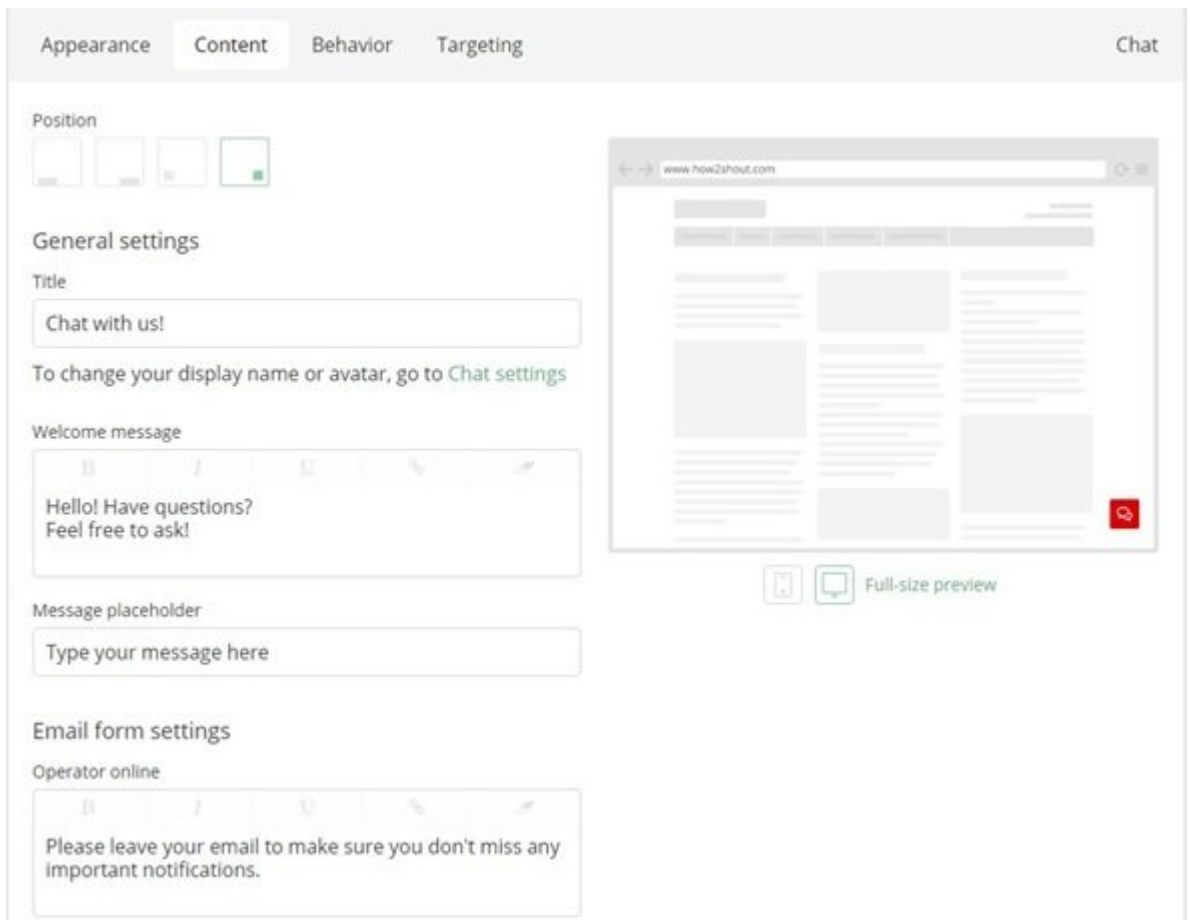 Appearance Content Behavior Targeting Chat
Position
www.how2shout.com
General settings
Title
Chat with us!
To change your display name or avatar, go to Chat settings
Welcome message
B I U
Hello! Have questions?
Feel free to ask!
Full-size preview
Message placeholder
Type your message here
Email form settings
Operator online
B I U
Please leave your email to make sure you don't miss any
important notifications.